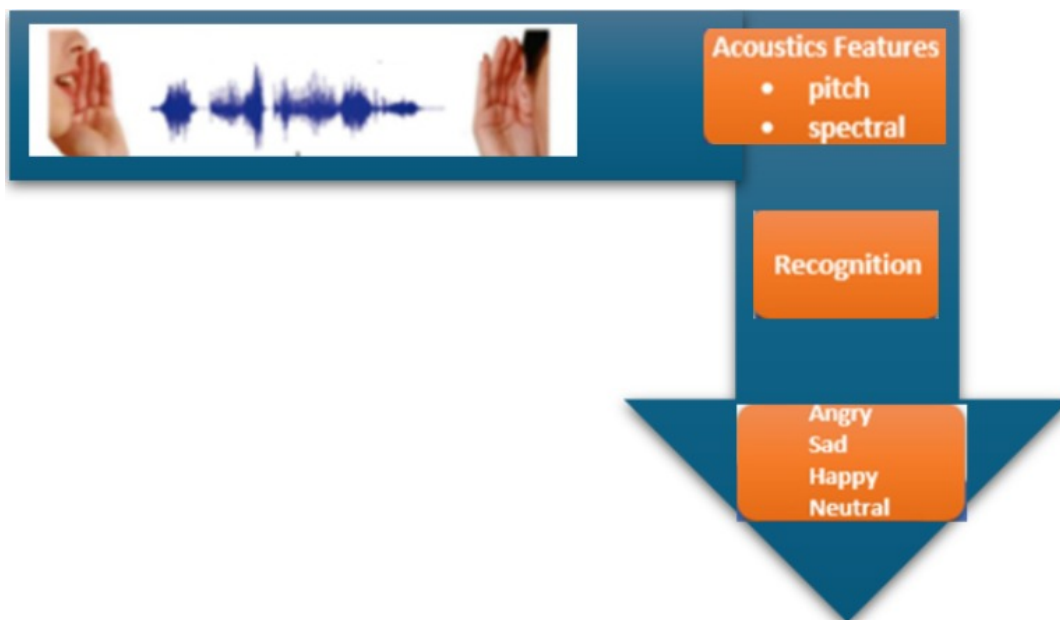 Acoustics Features
• pitch
• spectral
Recognition
Angry
Sad
Happy
Neutral